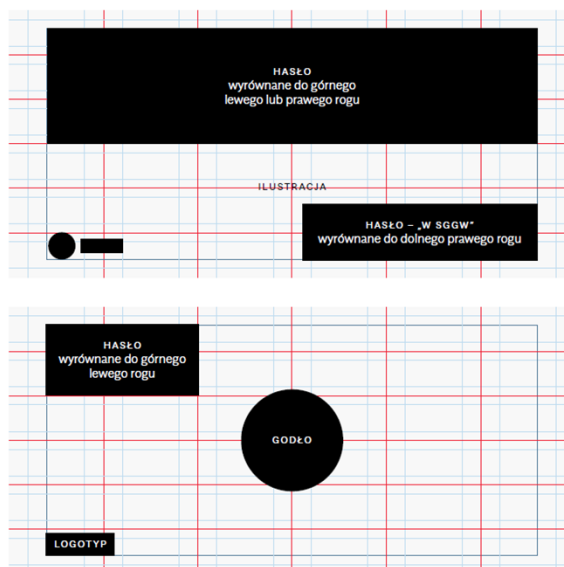 HASŁO
wyrównane do górnego
lewego lub prawego rogu
ILUSTRACJA
HASŁO – „W SGGW”
wyrównane do dolnego prawego rogu
HASŁO
wyrównane do górnego
lewego rogu
GODŁO
LOGOTYP